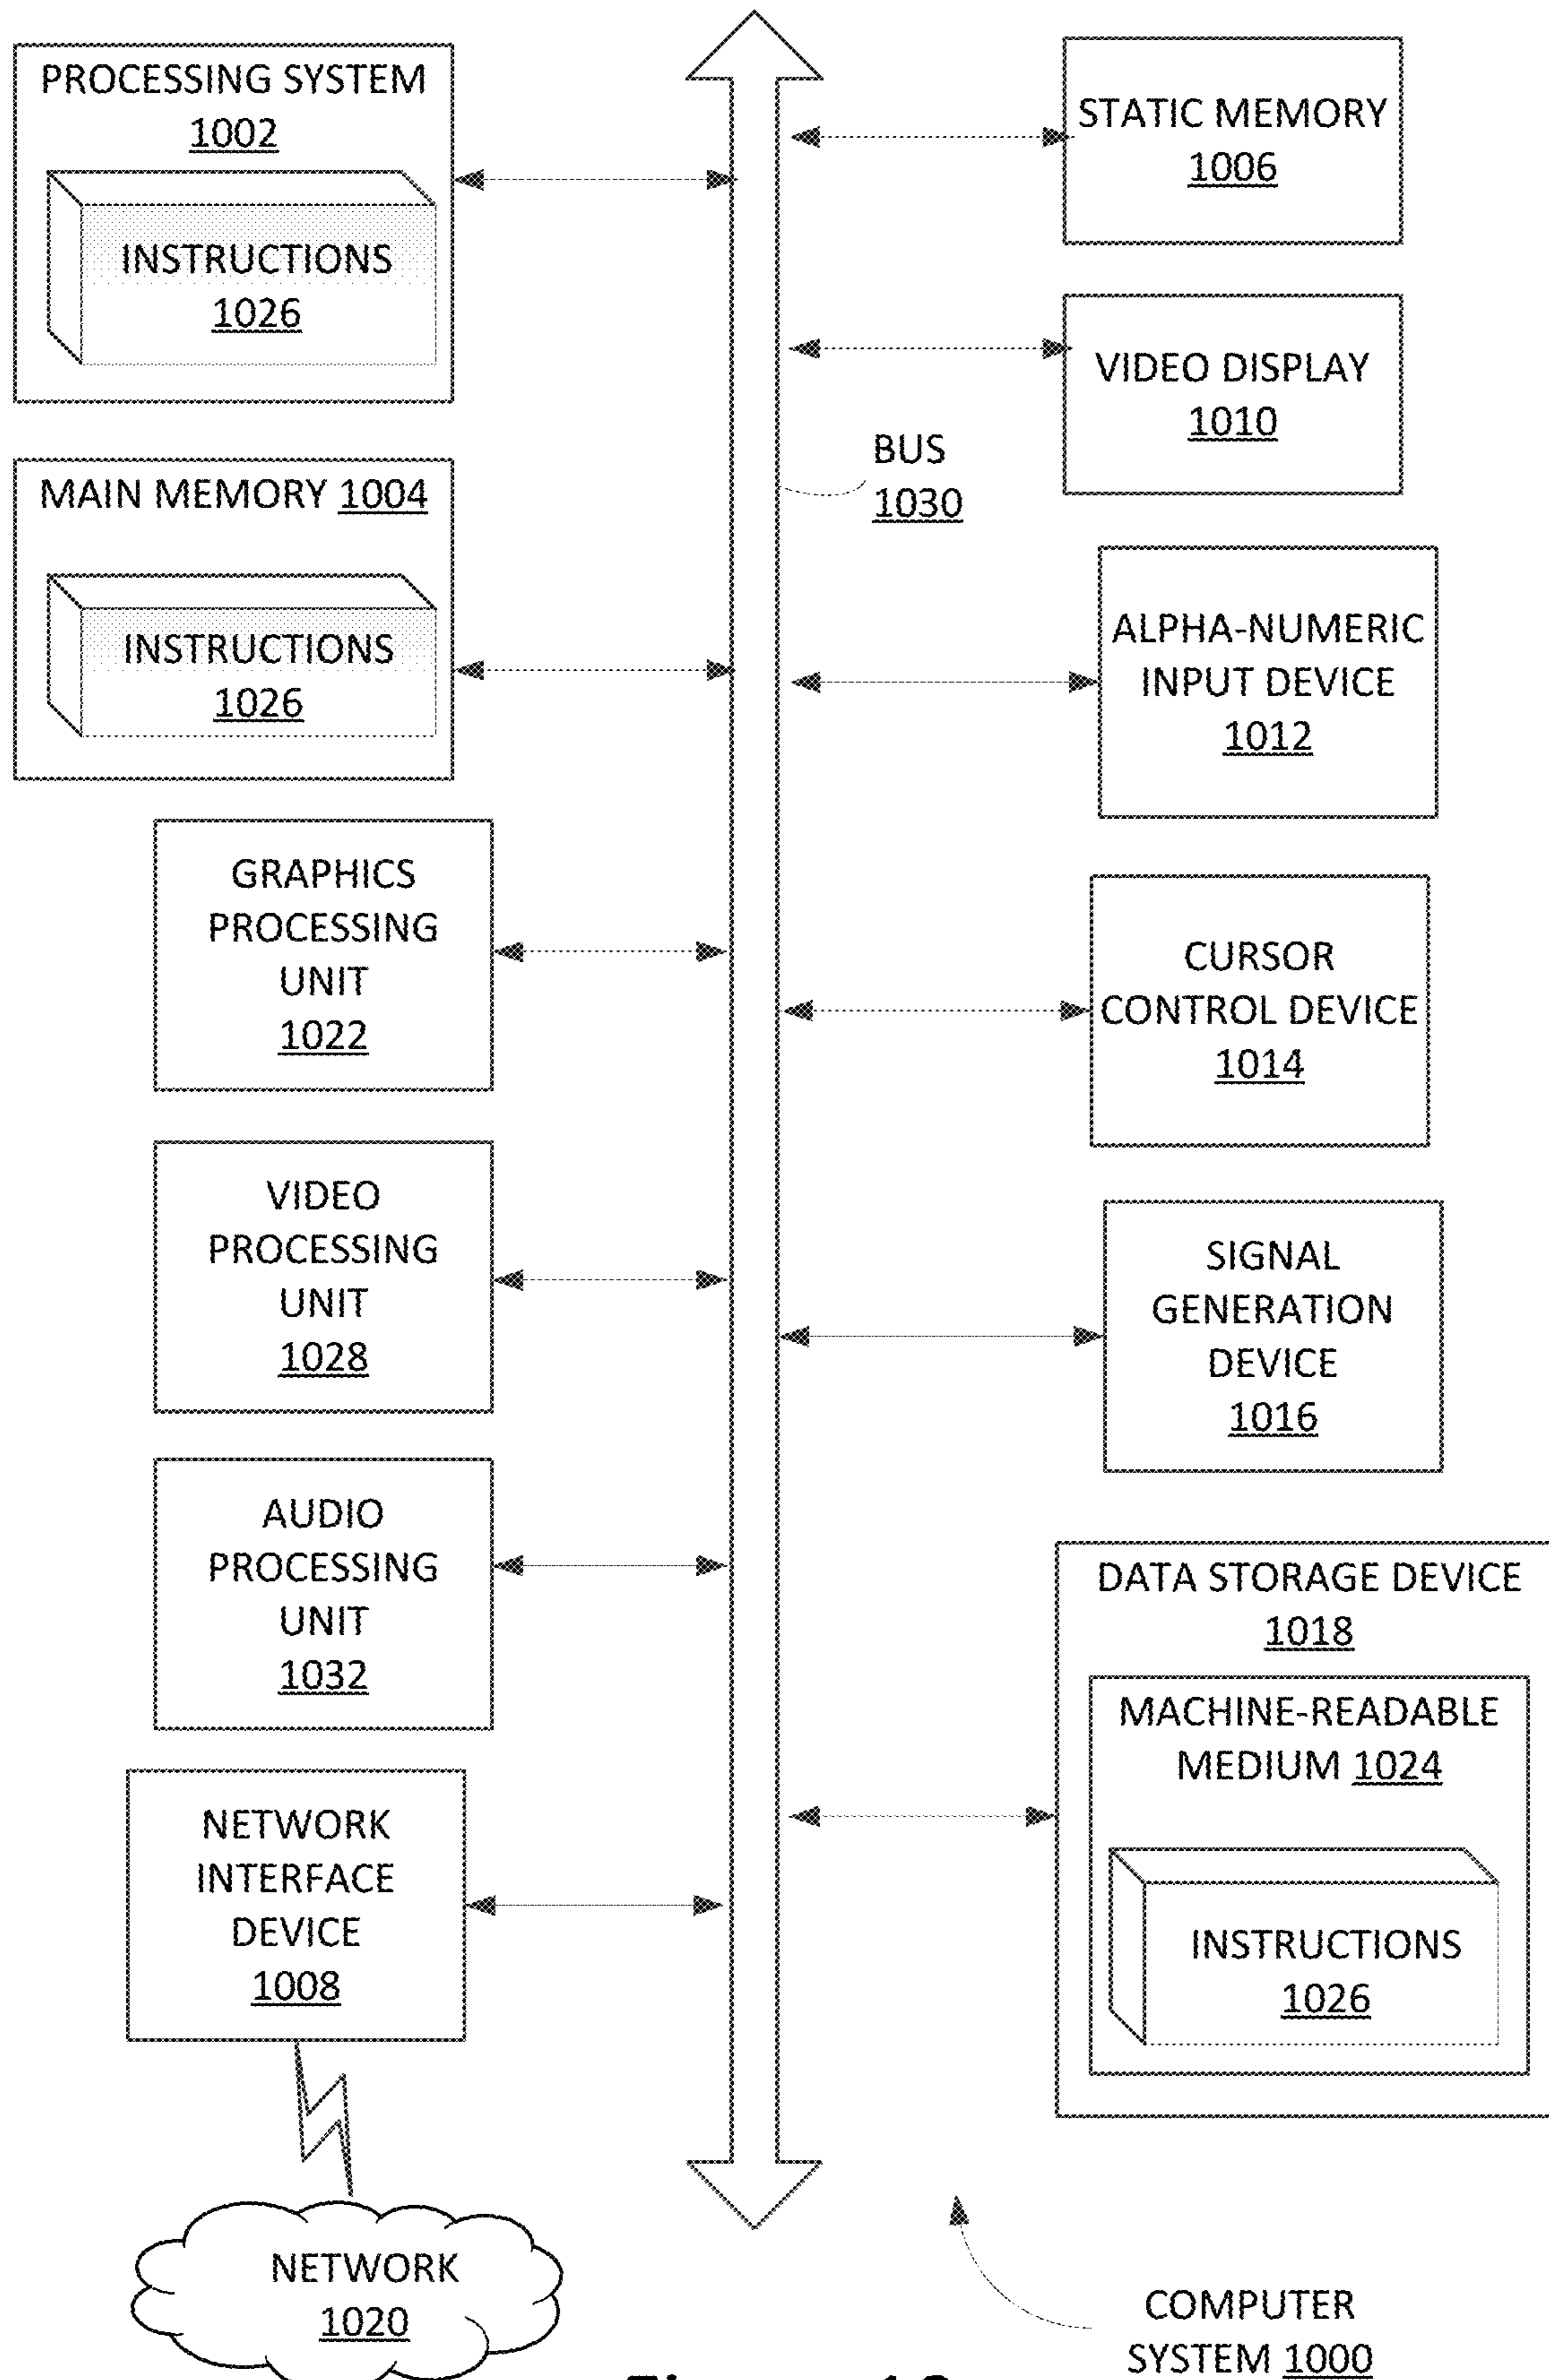 PROCESSING SYSTEM
1002
INSTRUCTIONS
1026
MAIN MEMORY 1004
INSTRUCTIONS
1026
GRAPHICS
PROCESSING
UNIT
1022
VIDEO
PROCESSING
UNIT
1028
AUDIO
PROCESSING
UNIT
1032
NETWORK
INTERFACE
DEVICE
1008
NETWORK
1020
BUS
1030
STATIC MEMORY
1006
VIDEO DISPLAY
1010
ALPHA-NUMERIC
INPUT DEVICE
1012
CURSOR
CONTROL DEVICE
1014
SIGNAL
GENERATION
DEVICE
1016
DATA STORAGE DEVICE
1018
MACHINE-READABLE
MEDIUM 1024
INSTRUCTIONS
1026
COMPUTER
SYSTEM 1000